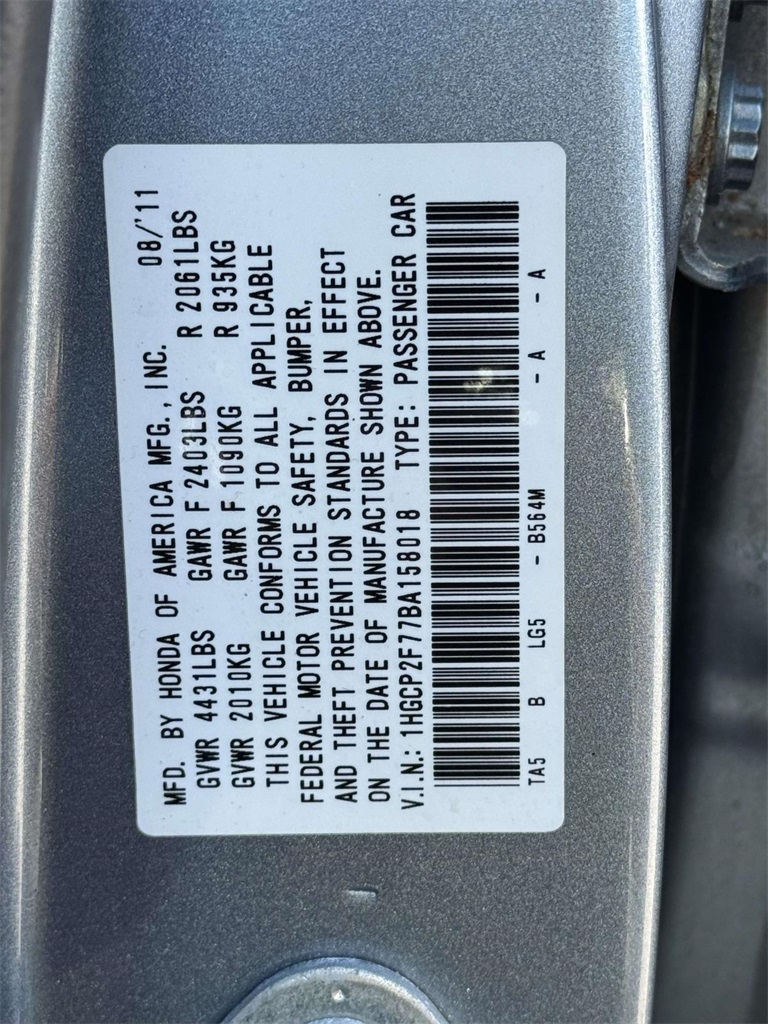 MFD. BY HONDA OF AMERICA MFG., INC. 08/'11
GVWR 4431LBS GAWR F 2403LBS R 2061LBS
GVWR 2010KG GAWR F 1090KG R 935KG
THIS VEHICLE CONFORMS TO ALL APPLICABLE
FEDERAL MOTOR VEHICLE SAFETY, BUMPER,
AND THEFT PREVENTION STANDARDS IN EFFECT
ON THE DATE OF MANUFACTURE SHOWN ABOVE.
V.I.N.: 1HGCP2F77BA158018 TYPE: PASSENGER CAR
TA5 B LG5 - B564M - A - A